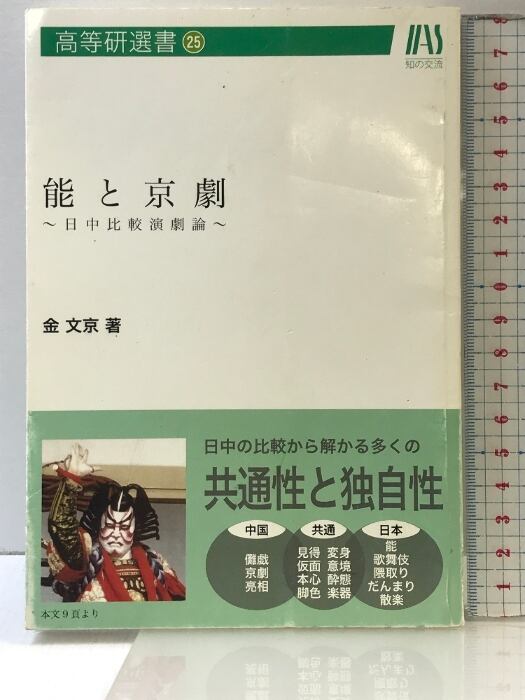 高等研選書 25
IIAS
知の交流
能と京劇
～日中比較演劇論～
金 文京 著
日中の比較から解かる多くの
共通性と独自性
中国
儺戯
京劇
亮相
共通
見得 変身
仮面 意境
本心 酔態
脚色 楽器
日本
能
歌舞伎
隈取り
だんまり
散楽
本文9頁より